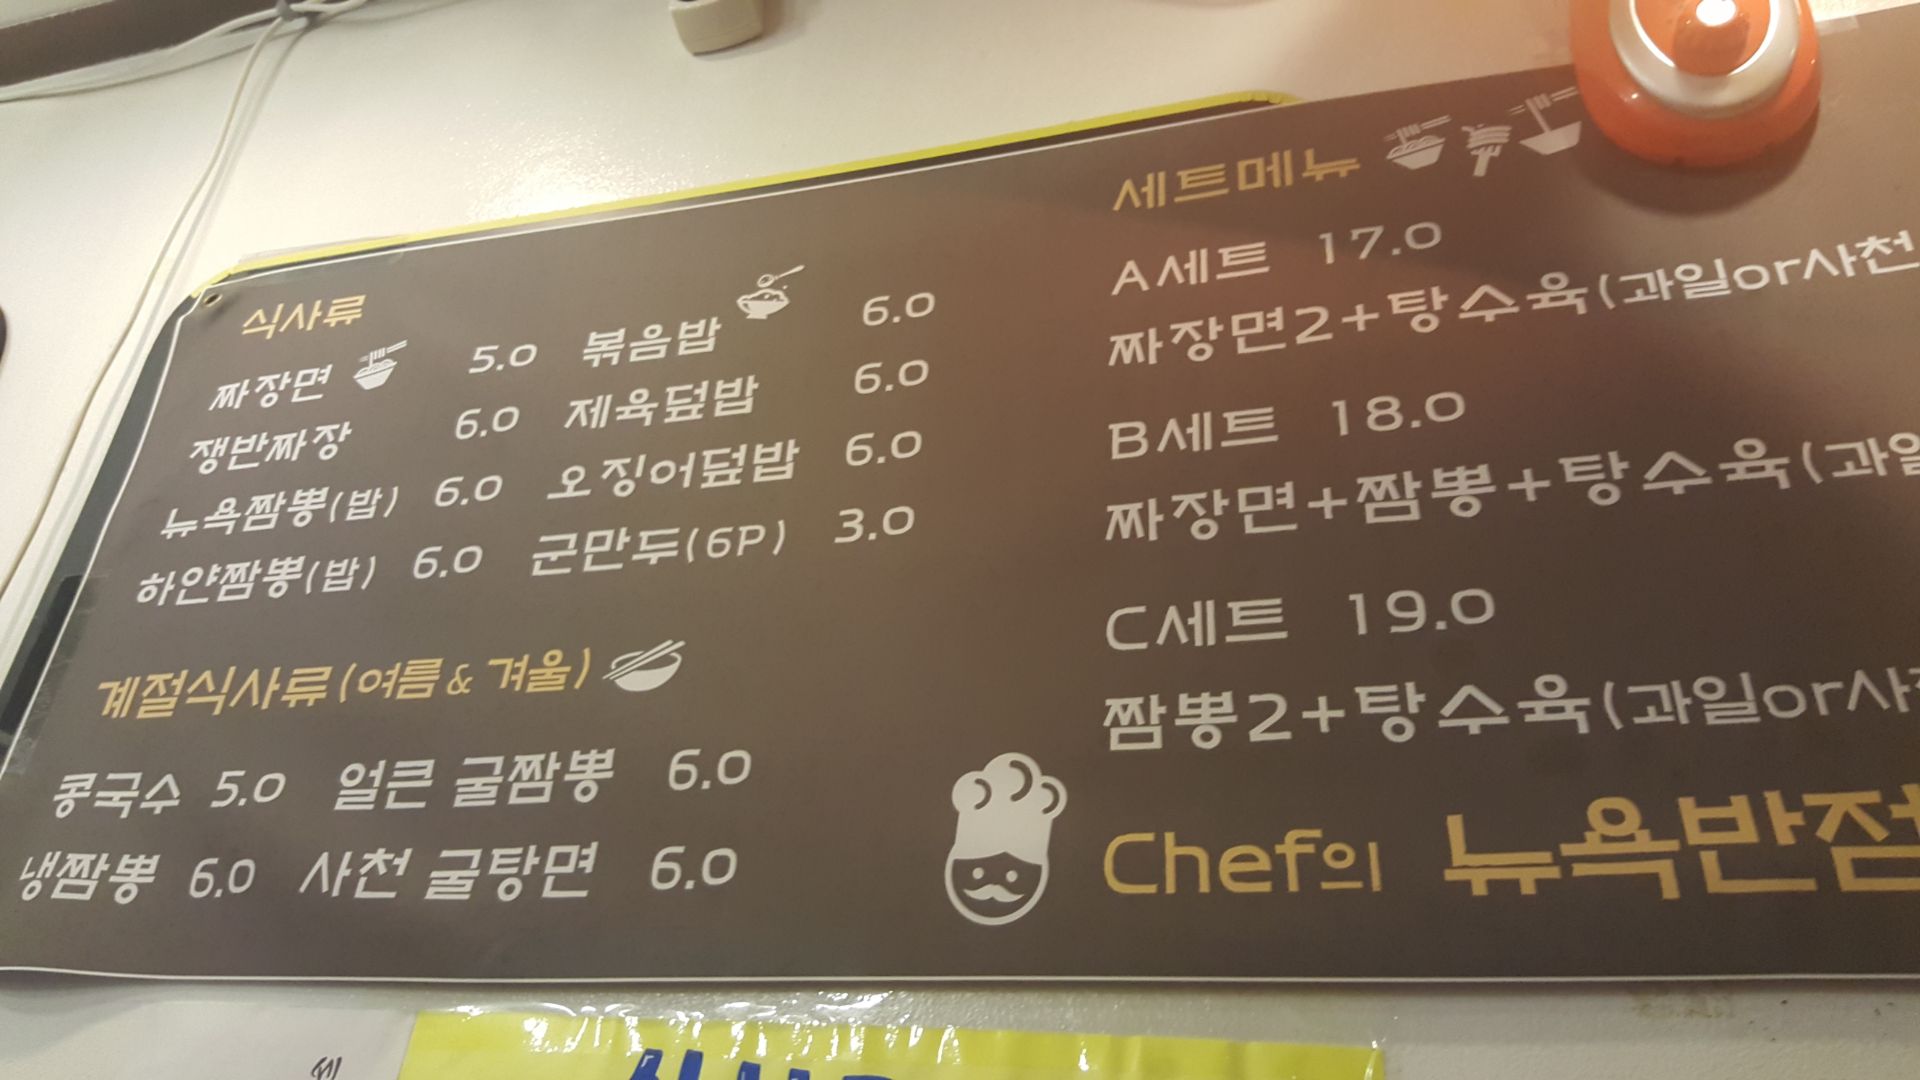 식사류
짜장면 5.0 볶음밥 6.0
쟁반짜장 6.0 제육덮밥 6.0
뉴욕짬뽕(밥) 6.0 오징어덮밥 6.0
하얀짬뽕(밥) 6.0 군만두(6P) 3.0
계절식사류(여름& 겨울)
콩국수 5.0 얼큰 굴짬뽕 6.0
냉짬뽕 6.0 사천 굴탕면 6.0
세트메뉴
A세트 17.0
짜장면2+탕수육(과일or사천
B세트 18.0
짜장면+짬뽕+탕수육(과일
C세트 19.0
짬뽕2+탕수육(과일or사천
Chef의 뉴욕반점